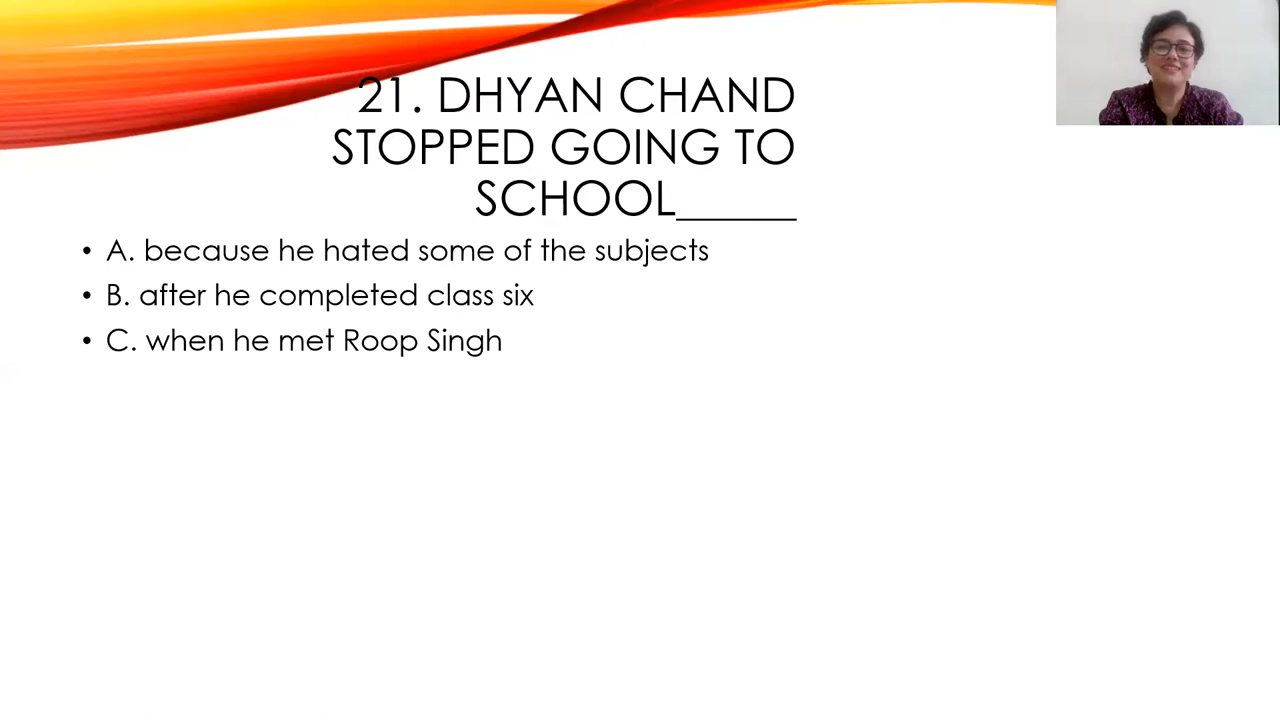 21. DHYAN CHAND
STOPPED GOING TO
SCHOOL______
• A. because he hated some of the subjects
• B. after he completed class six
• C. when he met Roop Singh